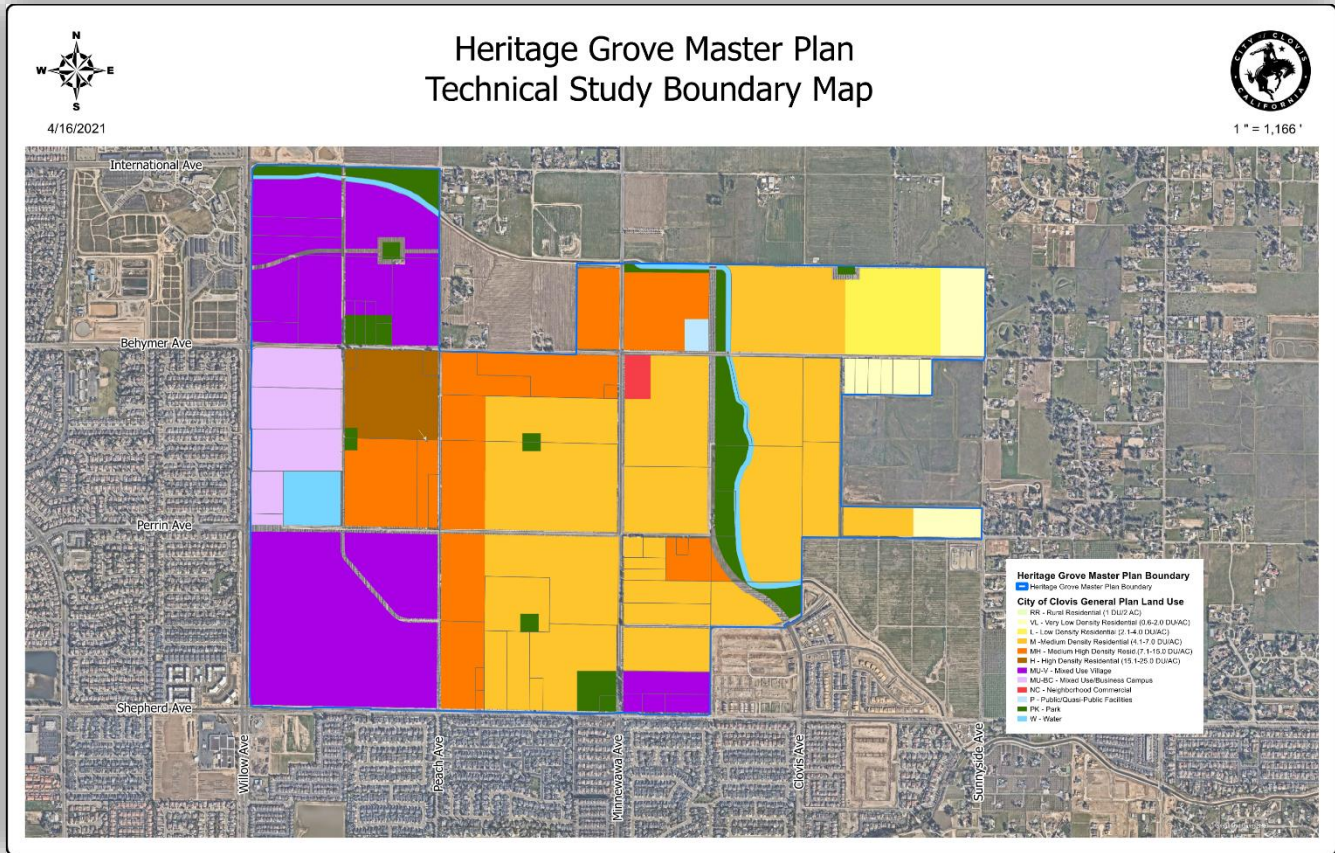 Heritage Grove Master Plan
Technical Study Boundary Map
N
W
E
S
4/16/2021
CITY of CLOVIS
CALIFORNIA
1 " = 1,166 '
International Ave
Behymer Ave
Perrin Ave
Shepherd Ave
Willow Ave
Peach Ave
Minnewawa Ave
Clovis Ave
Sunnyside Ave
Heritage Grove Master Plan Boundary
Heritage Grove Master Plan Boundary
City of Clovis General Plan Land Use
RR - Rural Residential (1 DU/2 AC)
VL - Very Low Density Residential (0.6-2.0 DU/AC)
L - Low Density Residential (2.1-4.0 DU/AC)
M -Medium Density Residential (4.1-7.0 DU/AC)
MH - Medium High Density Resid.(7.1-15.0 DU/AC)
H - High Density Residential (15.1-25.0 DU/AC)
MU-V - Mixed Use Village
MU-BC - Mixed Use/Business Campus
NC - Neighborhood Commercial
P - Public/Quasi-Public Facilities
PK - Park
W - Water